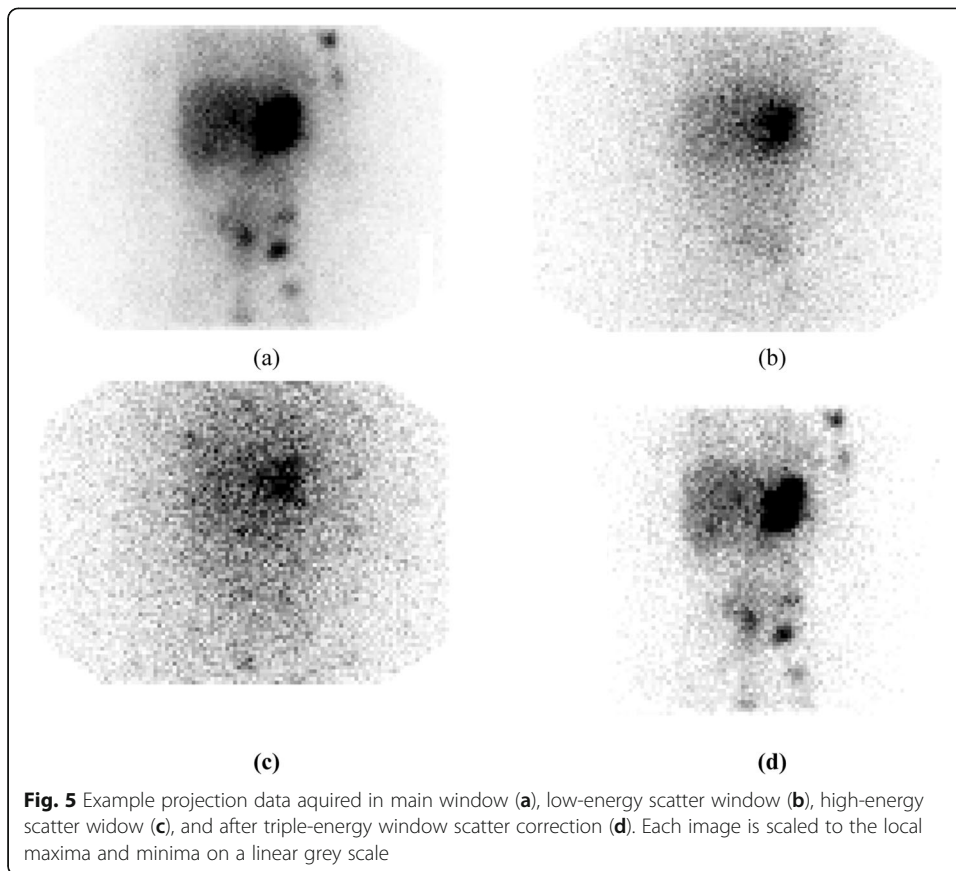 (a)
(b)
(c)
(d)
Fig. 5 Example projection data aquired in main window (a), low-energy scatter window (b), high-energy
scatter widow (c), and after triple-energy window scatter correction (d). Each image is scaled to the local
maxima and minima on a linear grey scale